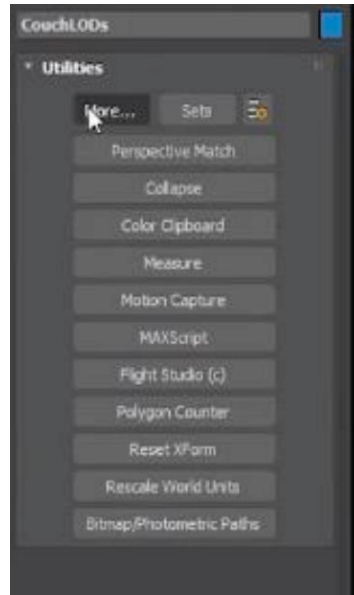 CouchLODs
Utilities
More... Sets
Perspective Match
Collapse
Color Clipboard
Measure
Motion Capture
MAXScript
Flight Studio (c)
Polygon Counter
Reset XForm
Rescale World Units
Bitmap/Photometric Paths